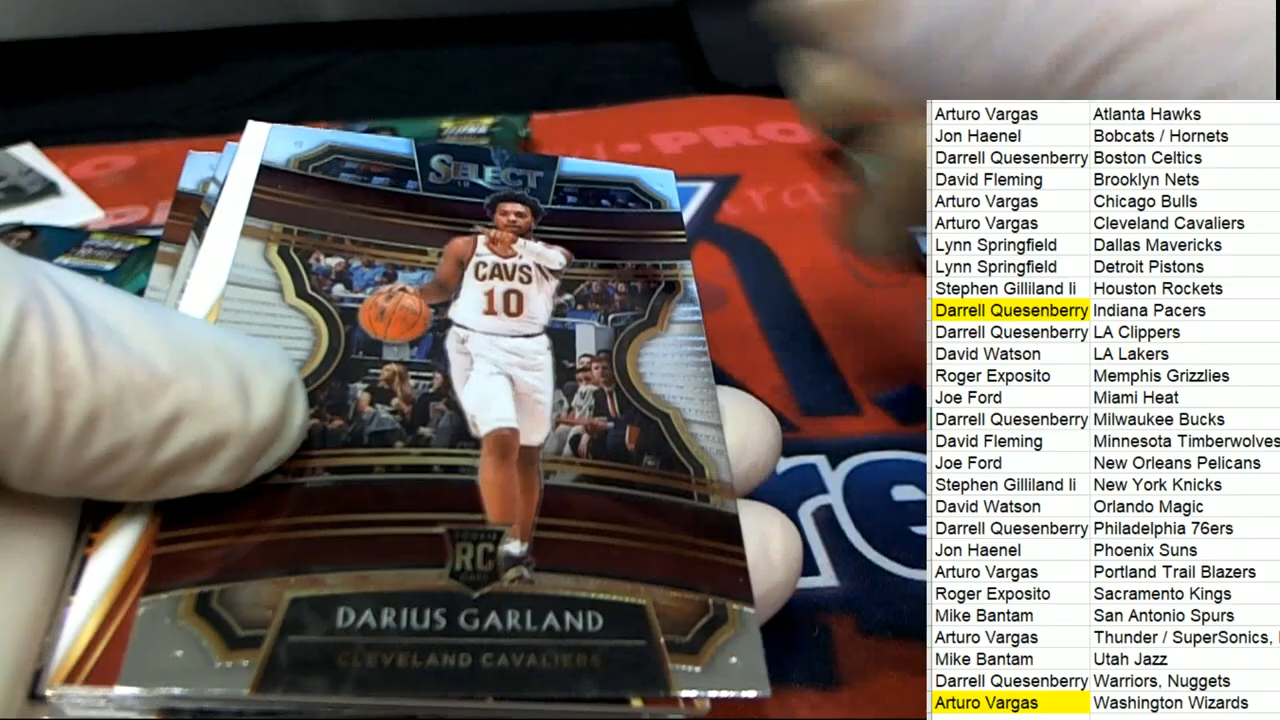 SELECT
CAVS
10
ROOKIE
RC
DARIUS GARLAND
CLEVELAND CAVALIERS
PRO
re
Arturo Vargas Atlanta Hawks
Jon Haenel Bobcats / Hornets
Darrell Quesenberry Boston Celtics
David Fleming Brooklyn Nets
Arturo Vargas Chicago Bulls
Arturo Vargas Cleveland Cavaliers
Lynn Springfield Dallas Mavericks
Lynn Springfield Detroit Pistons
Stephen Gilliland Ii Houston Rockets
Darrell Quesenberry Indiana Pacers
Darrell Quesenberry LA Clippers
David Watson LA Lakers
Roger Exposito Memphis Grizzlies
Joe Ford Miami Heat
Darrell Quesenberry Milwaukee Bucks
David Fleming Minnesota Timberwolves
Joe Ford New Orleans Pelicans
Stephen Gilliland Ii New York Knicks
David Watson Orlando Magic
Darrell Quesenberry Philadelphia 76ers
Jon Haenel Phoenix Suns
Arturo Vargas Portland Trail Blazers
Roger Exposito Sacramento Kings
Mike Bantam San Antonio Spurs
Arturo Vargas Thunder / SuperSonics,
Mike Bantam Utah Jazz
Darrell Quesenberry Warriors, Nuggets
Arturo Vargas Washington Wizards